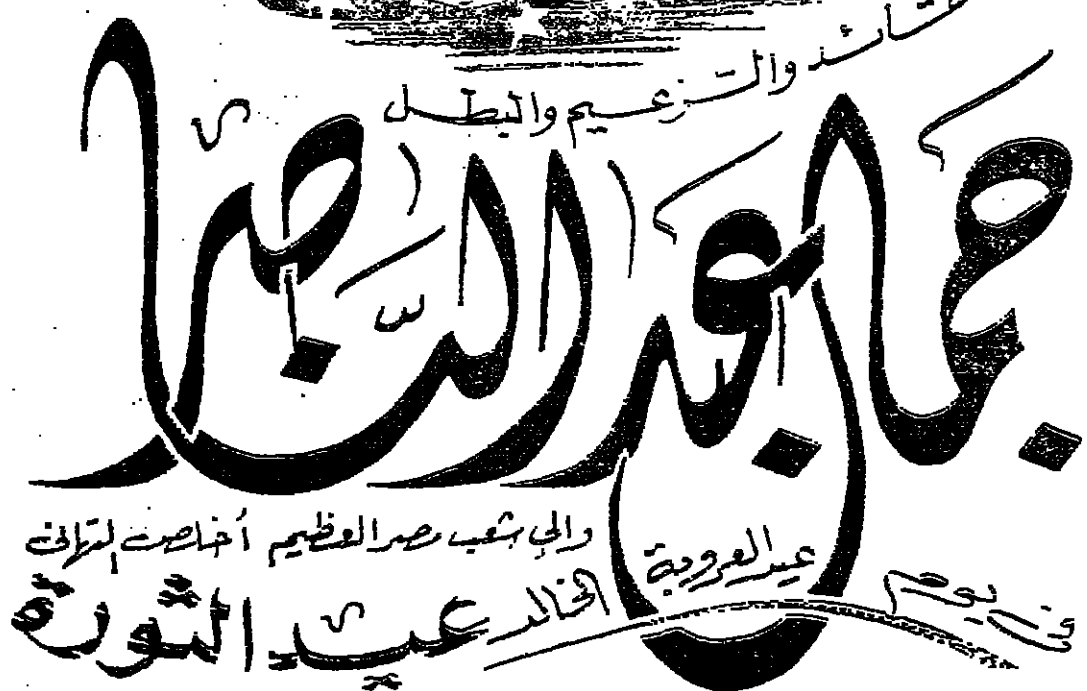 القائد والزعيم والبطل
جمال عبد الناصر
والى شعب مصر العظيم أخلص التهاني
في يوم عيد العروبة الخالد عيد الثورة